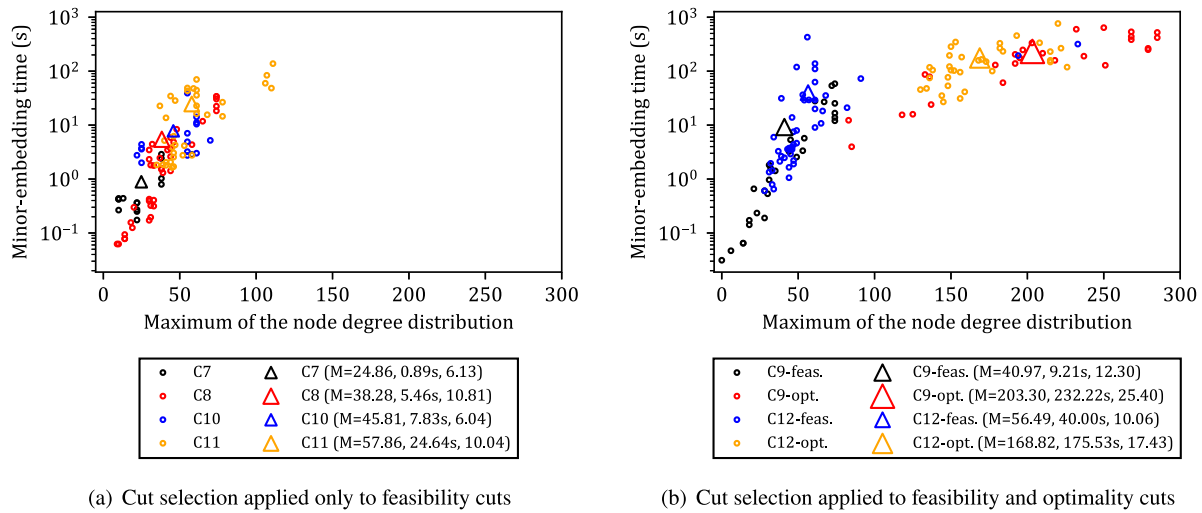 10³
10²
10¹
10⁰
10⁻¹
Minor-embedding time (s)
0 50 100 150 200 250 300
Maximum of the node degree distribution
C7 C7 (M=24.86, 0.89s, 6.13)
C8 C8 (M=38.28, 5.46s, 10.81)
C10 C10 (M=45.81, 7.83s, 6.04)
C11 C11 (M=57.86, 24.64s, 10.04)
(a) Cut selection applied only to feasibility cuts
10³
10²
10¹
10⁰
10⁻¹
Minor-embedding time (s)
0 50 100 150 200 250 300
Maximum of the node degree distribution
C9-feas. C9-feas. (M=40.97, 9.21s, 12.30)
C9-opt. C9-opt. (M=203.30, 232.22s, 25.40)
C12-feas. C12-feas. (M=56.49, 40.00s, 10.06)
C12-opt. C12-opt. (M=168.82, 175.53s, 17.43)
(b) Cut selection applied to feasibility and optimality cuts